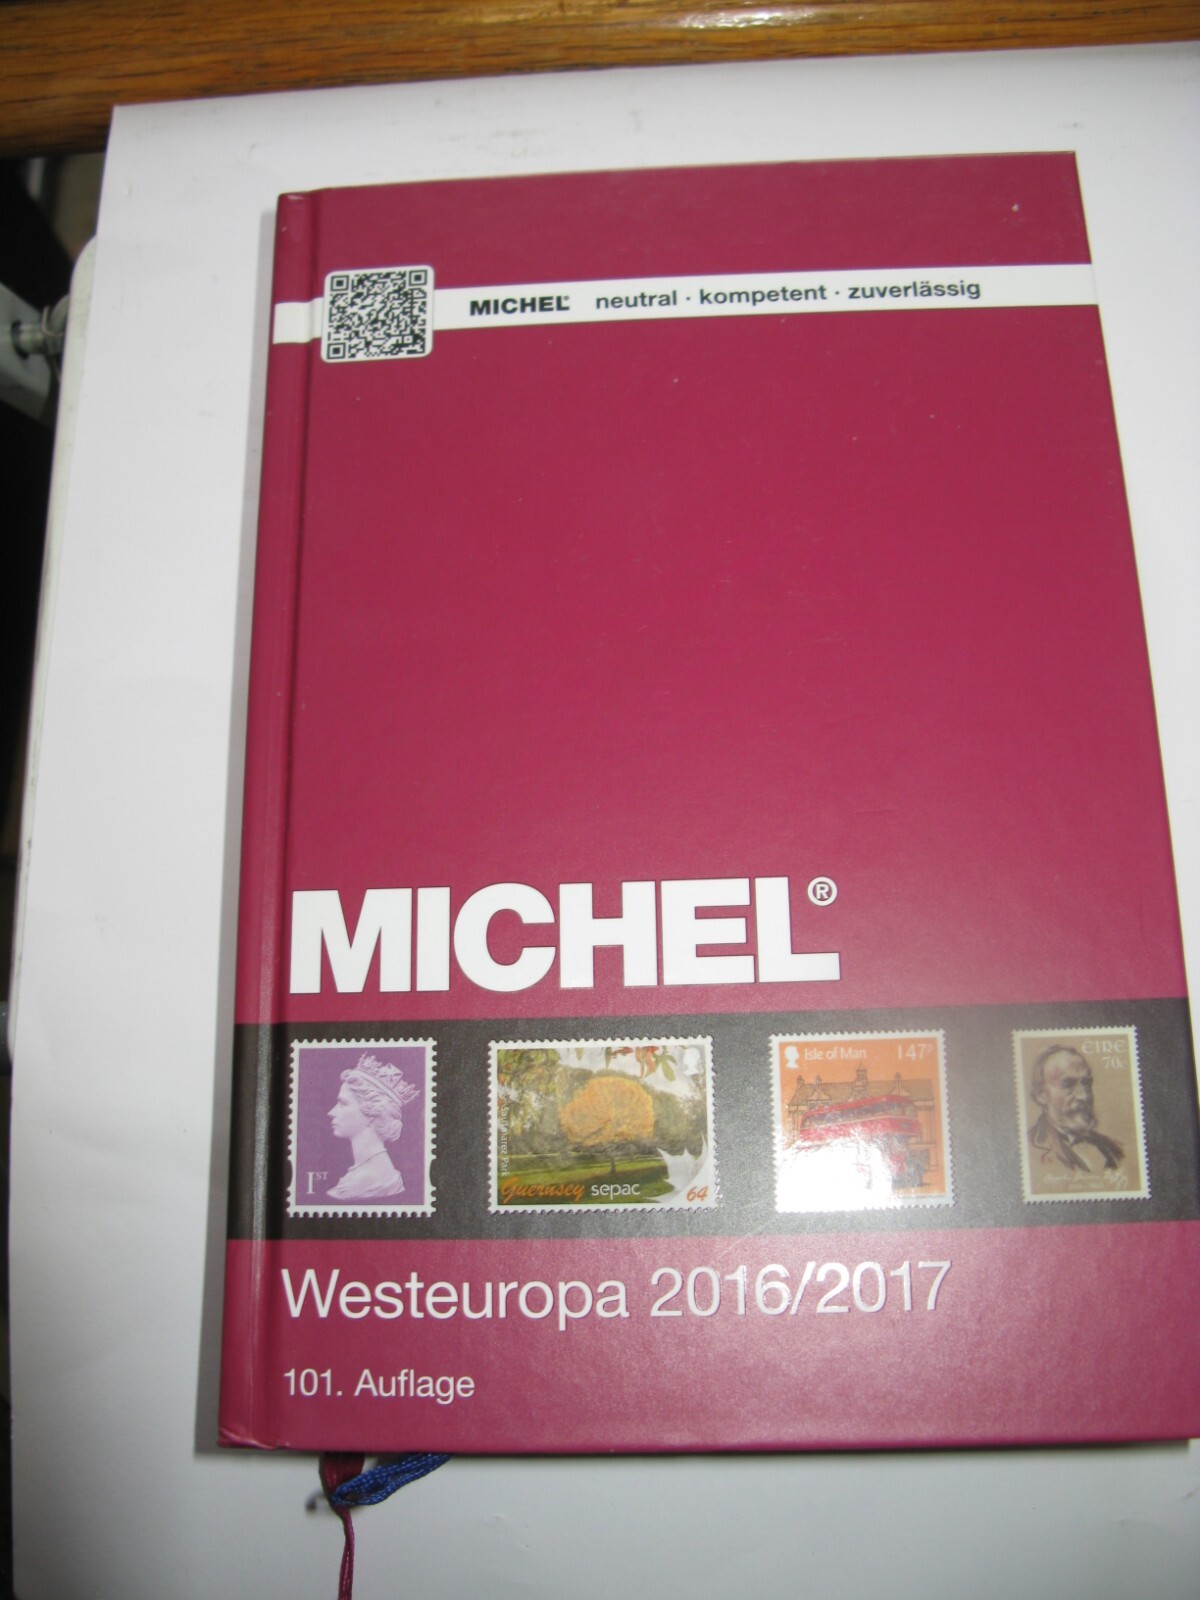 MICHEL® neutral · kompetent · zuverlässig
MICHEL®
1ST
Guernsey sepac 64
Isle of Man 147P
ÉIRE
70c
Westeuropa 2016/2017
101. Auflage